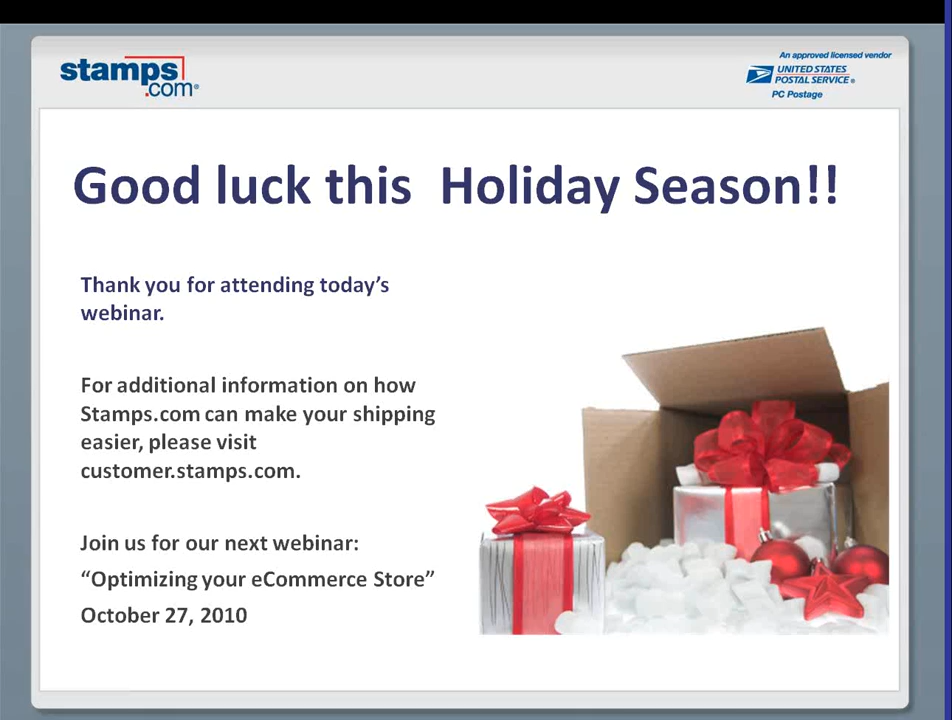 stamps
.com®
An approved licensed vendor
UNITED STATES
POSTAL SERVICE®
PC Postage
Good luck this  Holiday Season!!
Thank you for attending today’s
webinar.
For additional information on how
Stamps.com can make your shipping
easier, please visit
customer.stamps.com.
Join us for our next webinar:
“Optimizing your eCommerce Store”
October 27, 2010